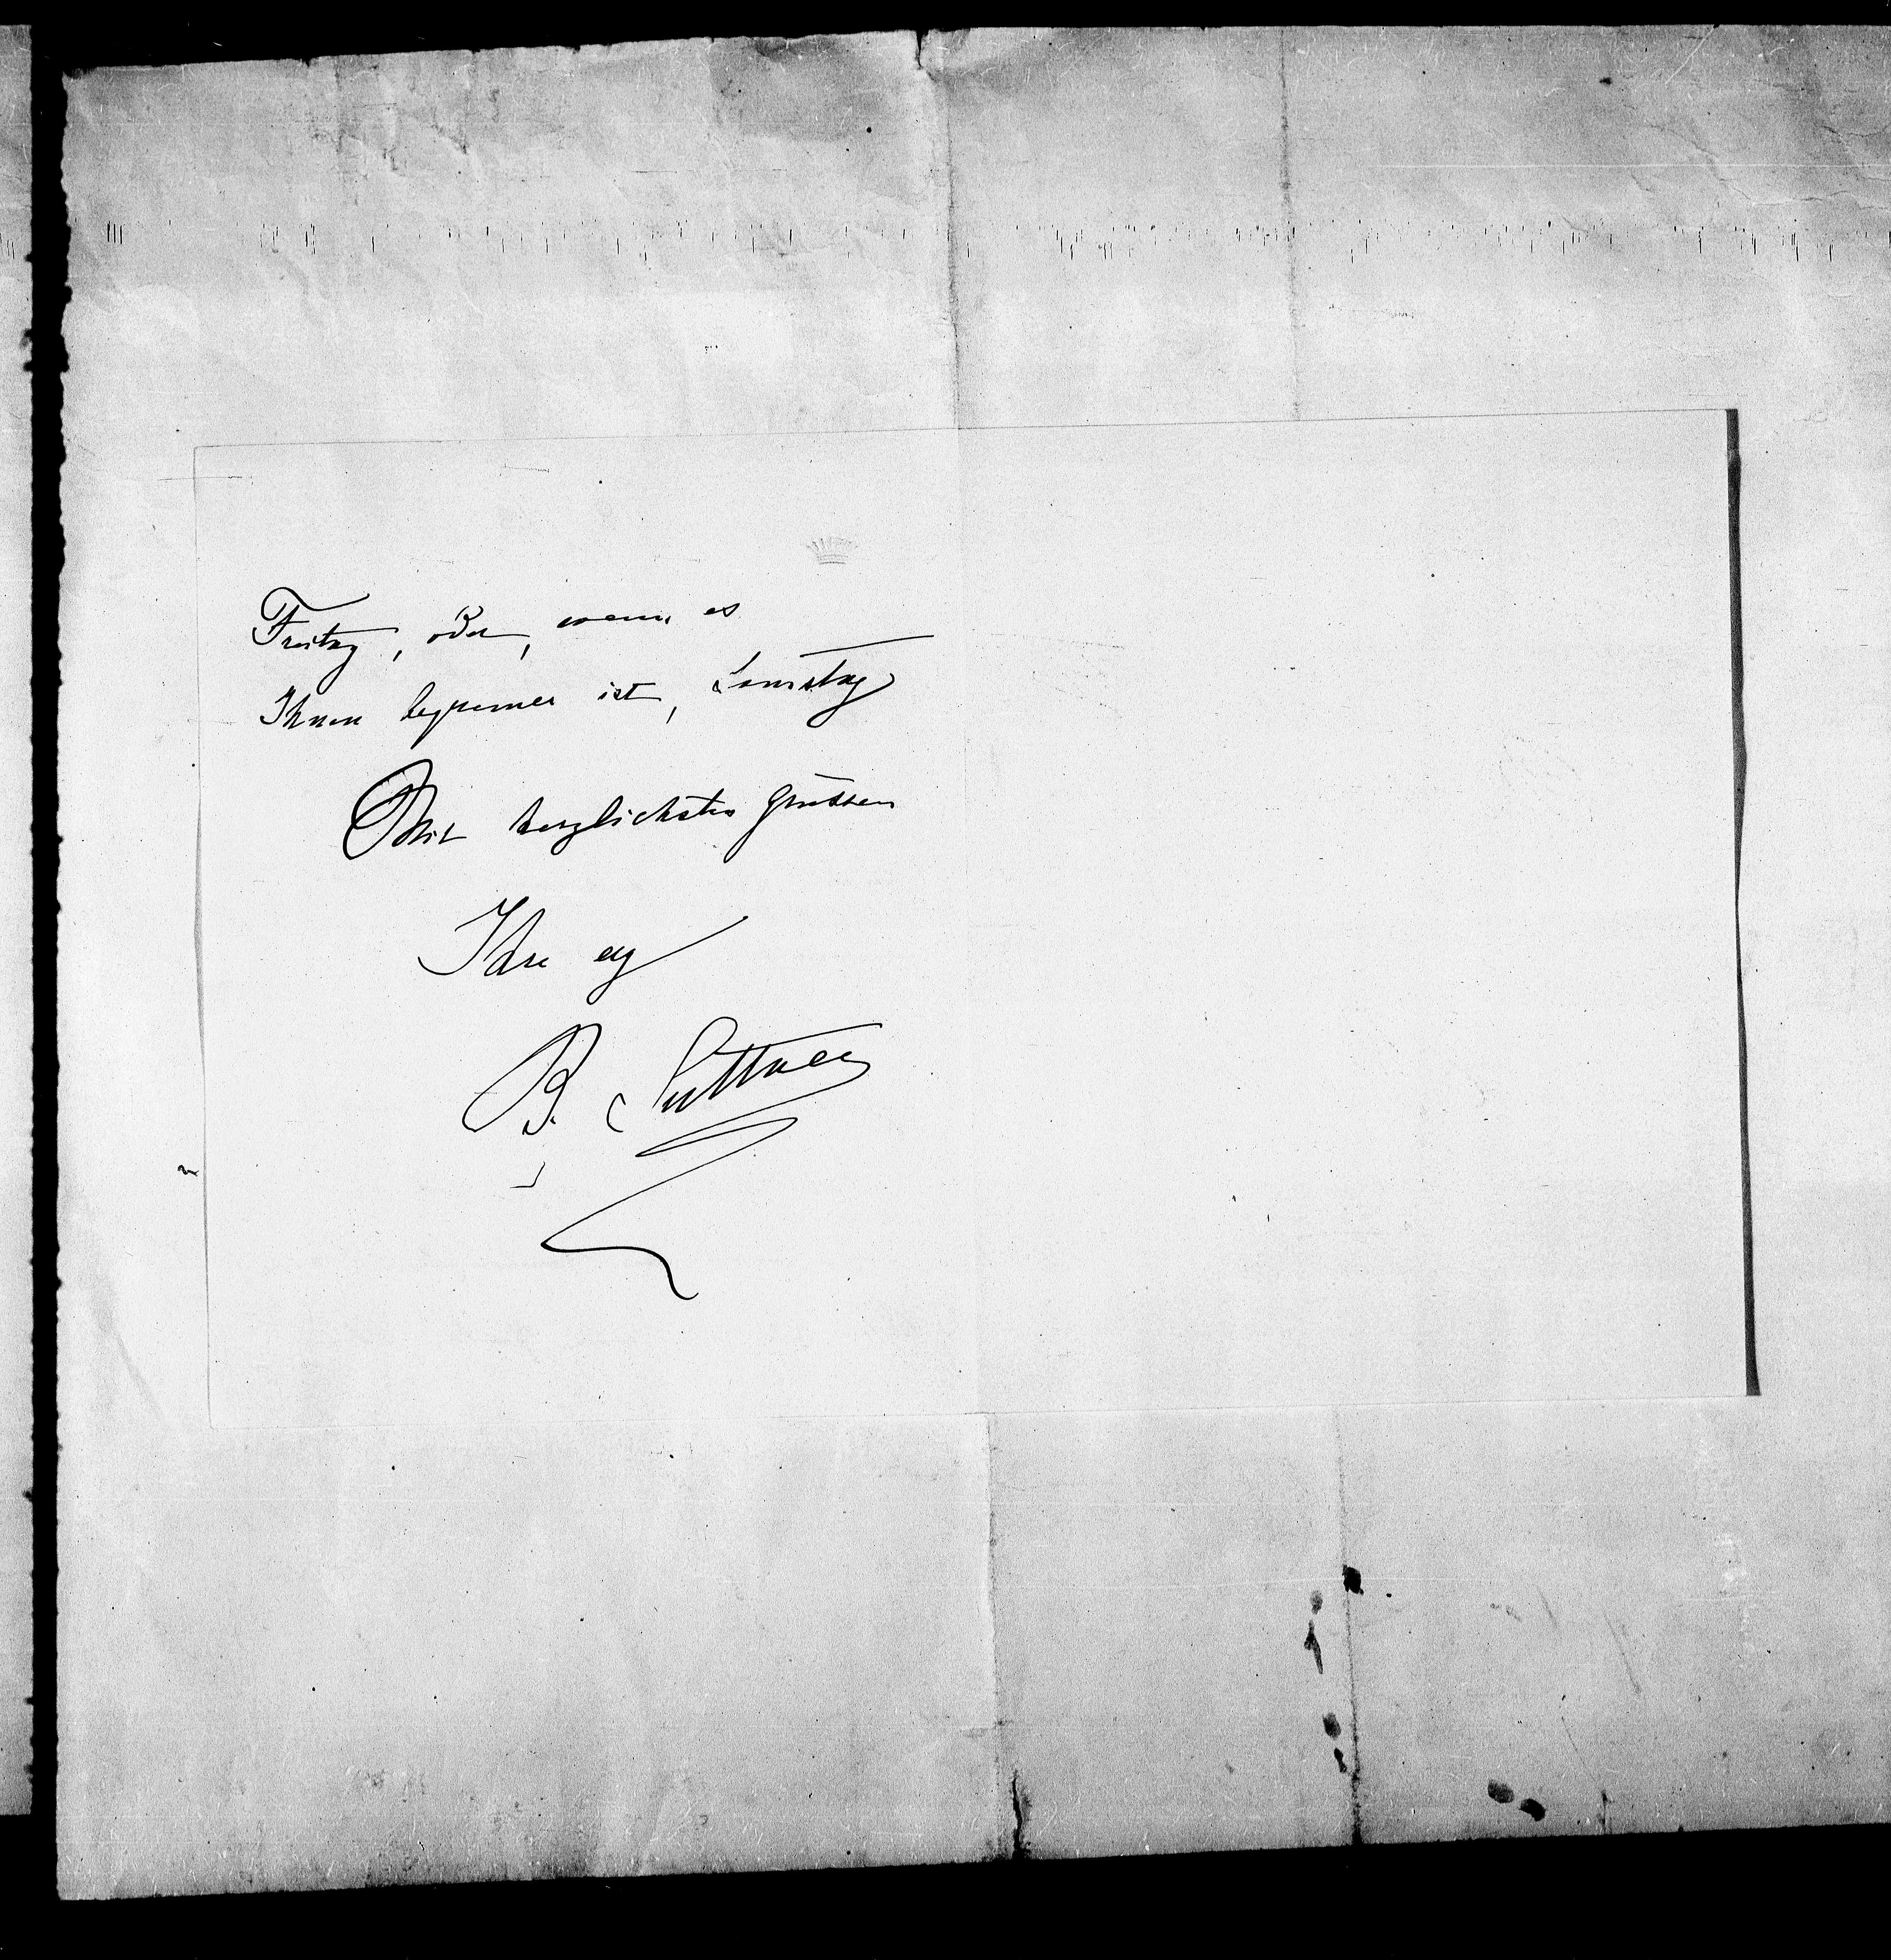 Freitag, oder, wenn es
Ihnen bequemer ist, Samstag
Mit herzlichsten Grüssen
Ihre erg
B. Suttner